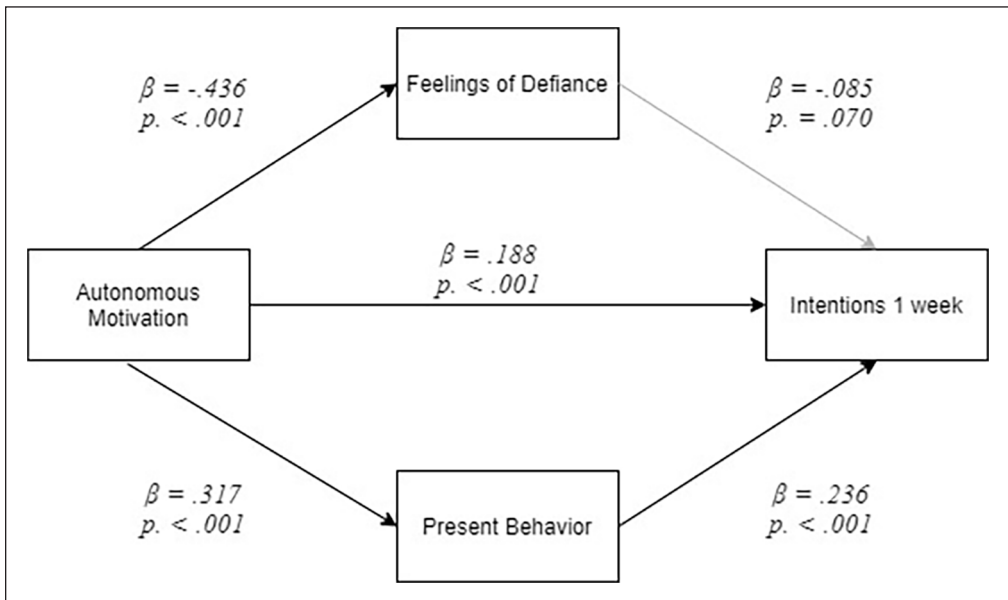 Feelings of Defiance
β = -.436
p. < .001
β = -.085
p. = .070
β = .188
p. < .001
Autonomous
Motivation
Intentions 1 week
β = .317
p. < .001
Present Behavior
β = .236
p. < .001